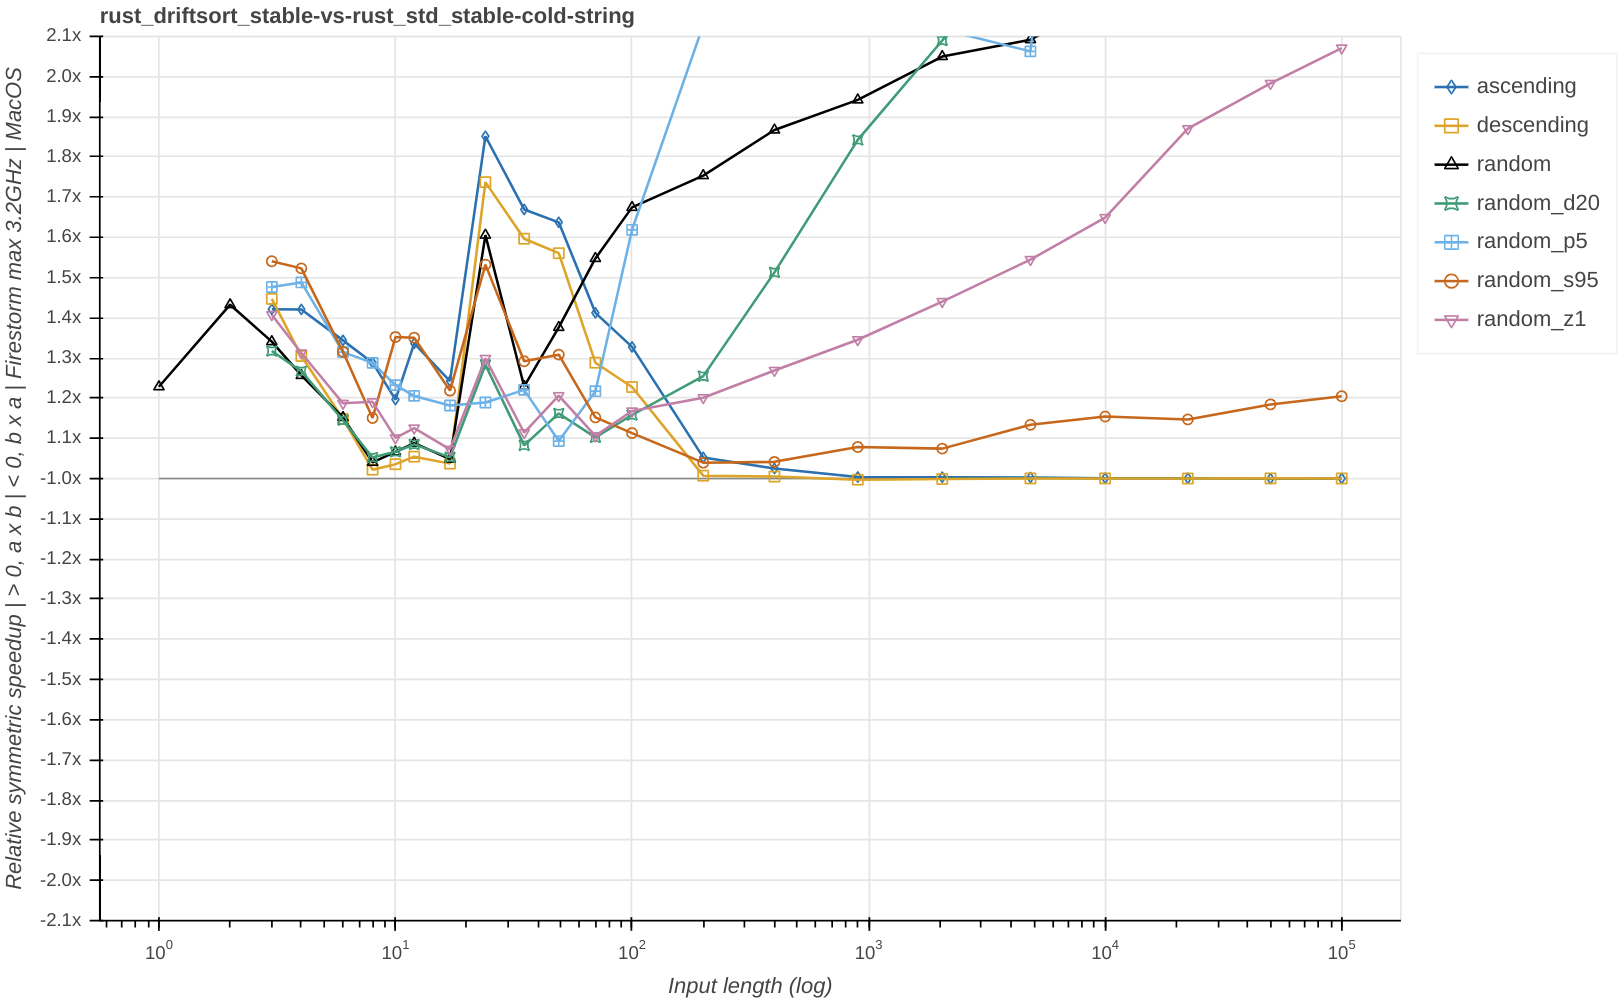 rust_driftsort_stable-vs-rust_std_stable-cold-string
Relative symmetric speedup | > 0, a x b | < 0, b x a | Firestorm max 3.2GHz | MacOS
2.1x
2.0x
1.9x
1.8x
1.7x
1.6x
1.5x
1.4x
1.3x
1.2x
1.1x
-1.0x
-1.1x
-1.2x
-1.3x
-1.4x
-1.5x
-1.6x
-1.7x
-1.8x
-1.9x
-2.0x
-2.1x
10⁰ 10¹ 10² 10³ 10⁴ 10⁵
Input length (log)
ascending
descending
random
random_d20
random_p5
random_s95
random_z1